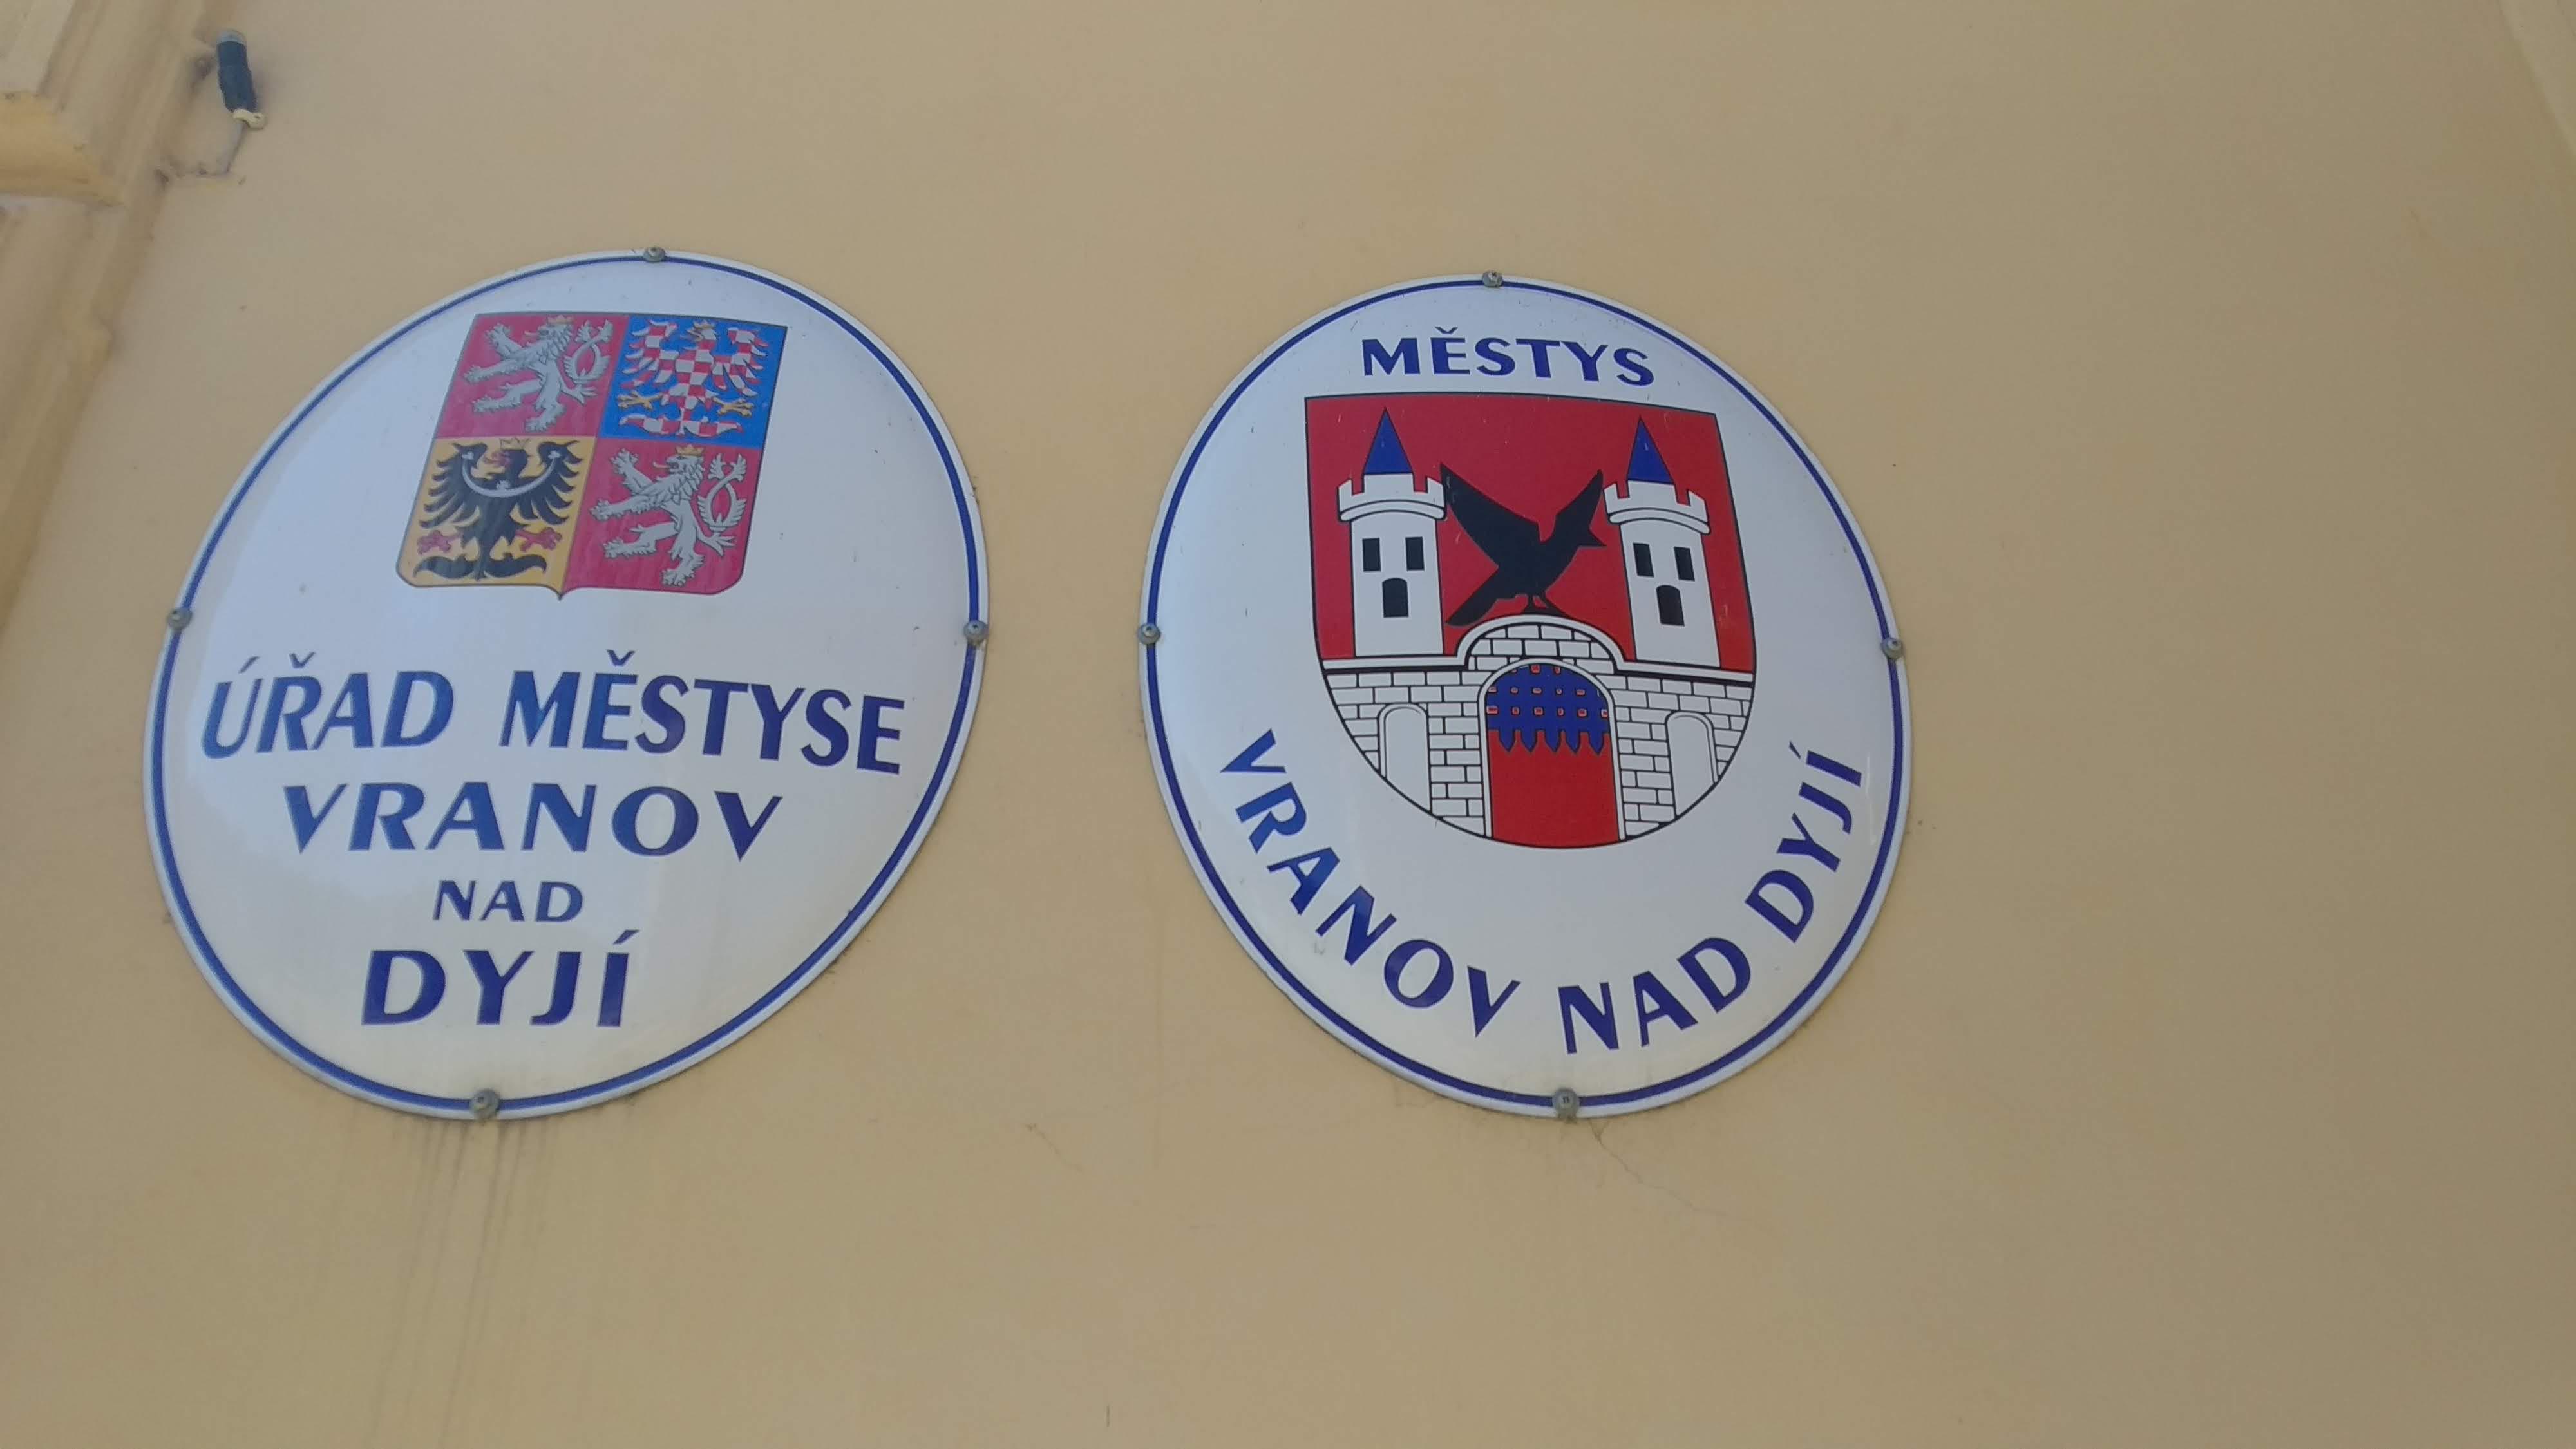 ÚŘAD MĚSTYSE
VRANOV
NAD
DYJÍ
MĚSTYS
VRANOV NAD DYJÍ